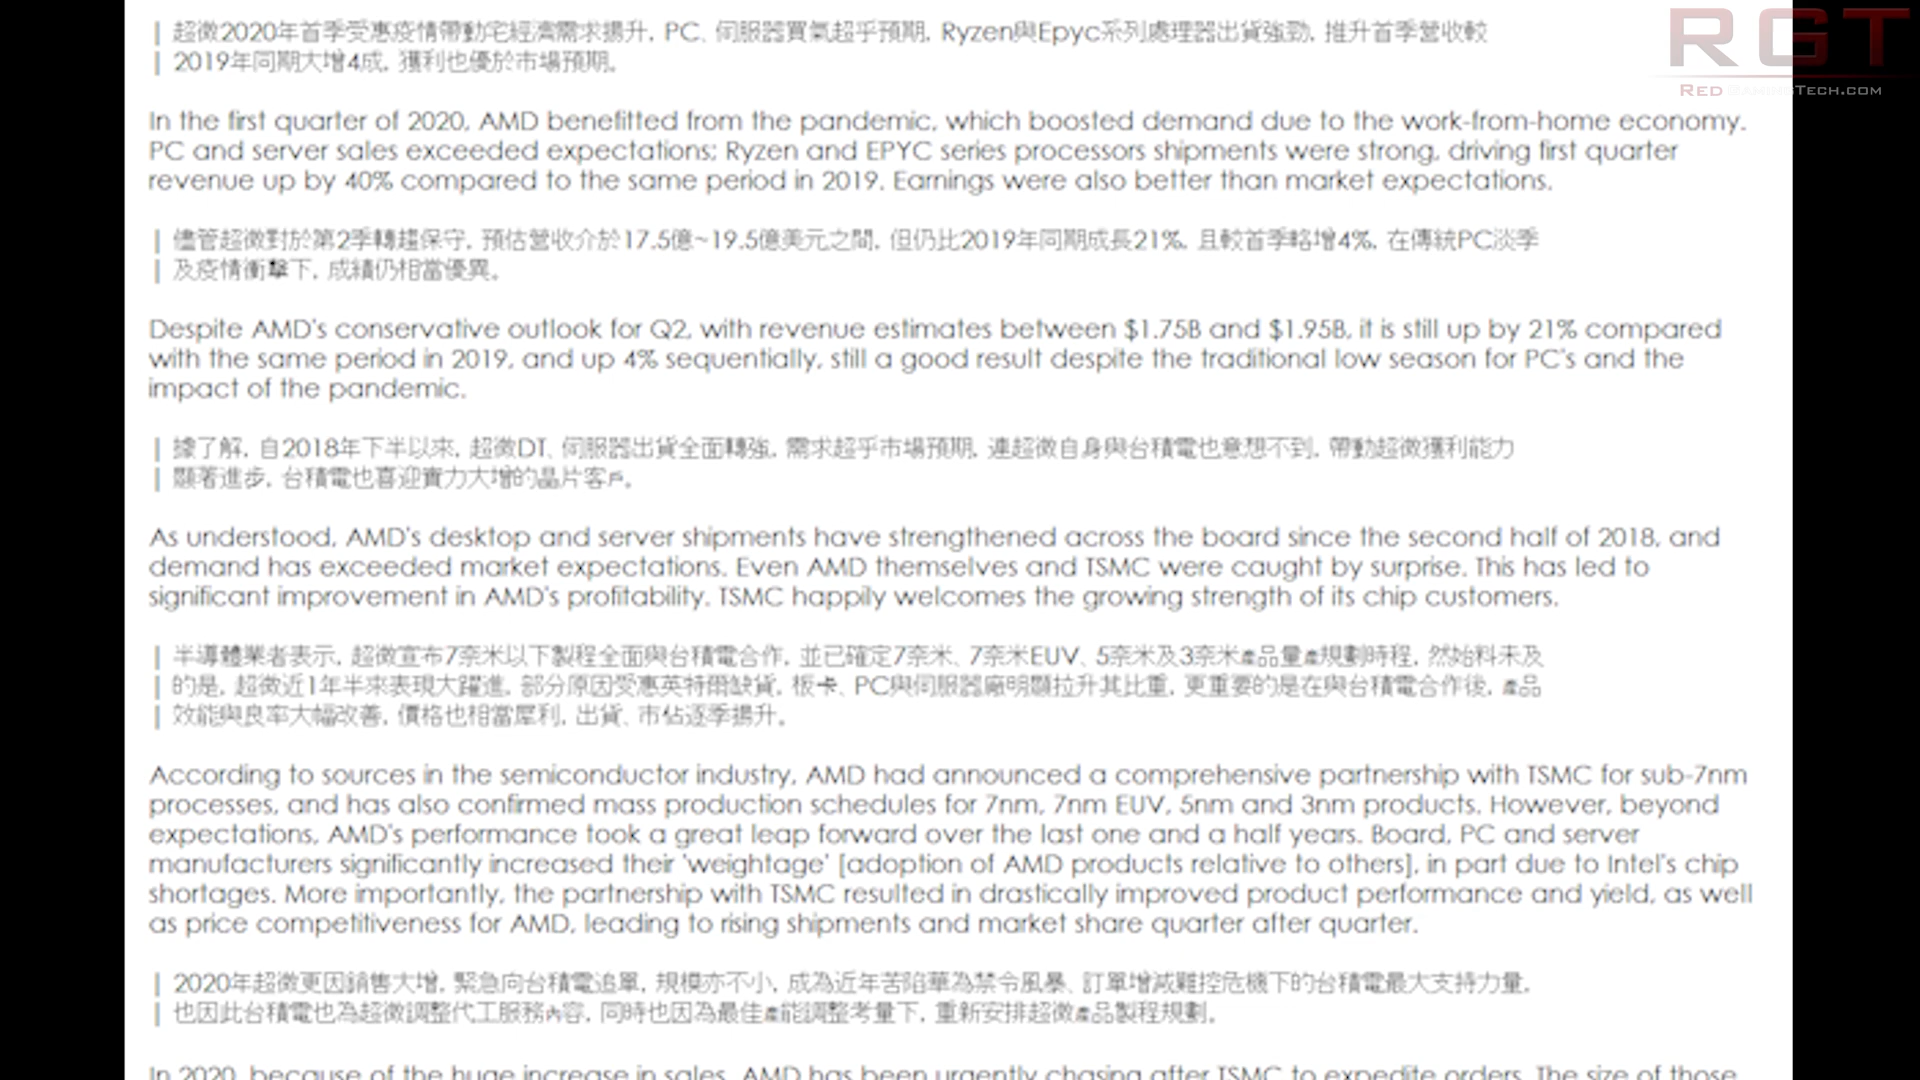 | 超微2020年首季受惠疫情帶動宅經濟需求揚升, PC、伺服器買氣超乎預期, Ryzen與Epyc系列處理器出貨強勁, 推升首季營收較
| 2019年同期大增4成, 獲利也優於市場預期。
RGT
REDGAMINGTECH.COM
In the first quarter of 2020, AMD benefitted from the pandemic, which boosted demand due to the work-from-home economy.
PC and server sales exceeded expectations; Ryzen and EPYC series processors shipments were strong, driving first quarter
revenue up by 40% compared to the same period in 2019. Earnings were also better than market expectations.
| 儘管超微對於第2季轉趨保守, 預估營收介於17.5億~19.5億美元之間, 但仍比2019年同期成長21%, 且較首季略增4%, 在傳統PC淡季
| 及疫情衝擊下, 成績仍相當優異。
Despite AMD's conservative outlook for Q2, with revenue estimates between $1.75B and $1.95B, it is still up by 21% compared
with the same period in 2019, and up 4% sequentially, still a good result despite the traditional low season for PC's and the
impact of the pandemic.
| 據了解, 自2018年下半以來, 超微DT、伺服器出貨全面轉強, 需求超乎市場預期, 連超微自身與台積電也意想不到, 帶動超微獲利能力
| 顯著進步, 台積電也喜迎實力大增的晶片客戶。
As understood, AMD's desktop and server shipments have strengthened across the board since the second half of 2018, and
demand has exceeded market expectations. Even AMD themselves and TSMC were caught by surprise. This has led to
significant improvement in AMD's profitability. TSMC happily welcomes the growing strength of its chip customers.
| 半導體業者表示, 超微宣布7奈米以下製程全面與台積電合作, 並已確定7奈米、7奈米EUV、5奈米及3奈米產品量產規劃時程, 然始料未及
| 的是, 超微近1年半來表現大躍進, 部分原因受惠英特爾缺貨, 板卡、PC與伺服器廠明顯拉升其比重, 更重要的是在與台積電合作後, 產品
| 效能與良率大幅改善, 價格也相當犀利, 出貨、市佔逐季揚升。
According to sources in the semiconductor industry, AMD had announced a comprehensive partnership with TSMC for sub-7nm
processes, and has also confirmed mass production schedules for 7nm, 7nm EUV, 5nm and 3nm products. However, beyond
expectations, AMD's performance took a great leap forward over the last one and a half years. Board, PC and server
manufacturers significantly increased their 'weightage' [adoption of AMD products relative to others], in part due to Intel's chip
shortages. More importantly, the partnership with TSMC resulted in drastically improved product performance and yield, as well
as price competitiveness for AMD, leading to rising shipments and market share quarter after quarter.
| 2020年超微更因銷售大增, 緊急向台積電追單, 規模亦不小, 成為近年苦陷華為禁令風暴、訂單增減難控危機下的台積電最大支持力量,
| 也因此台積電也為超微調整代工服務內容, 同時也因為最佳產能調整考量下, 重新安排超微產品製程規劃。
In 2020, because of the huge increase in sales, AMD has been urgently chasing after TSMC to expedite orders. The size of those